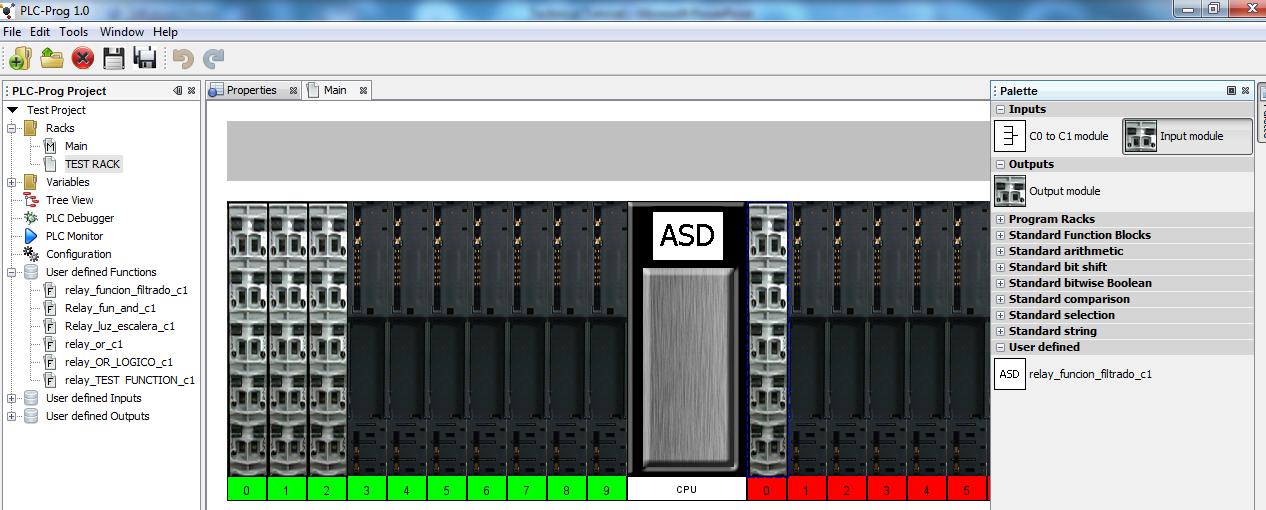 PLC-Prog 1.0
Technical Tutorial - Microsoft PowerPoint
File Edit Tools Window Help
PLC-Prog Project
Test Project
Racks
M Main
TEST RACK
Variables
Tree View
PLC Debugger
PLC Monitor
Configuration
User defined Functions
F relay_funcion_filtrado_c1
F Relay_fun_and_c1
F Relay_luz_escalera_c1
F relay_or_c1
F relay_OR_LOGICO_c1
F relay_TEST FUNCTION_c1
User defined Inputs
User defined Outputs
Properties Main
ASD
0 1 2 3 4 5 6 7 8 9 CPU 0 1 2 3 4 5
Palette
Inputs
C0 to C1 module Input module
Outputs
Output module
Program Racks
Standard Function Blocks
Standard arithmetic
Standard bit shift
Standard bitwise Boolean
Standard comparison
Standard selection
Standard string
User defined
ASD relay_funcion_filtrado_c1